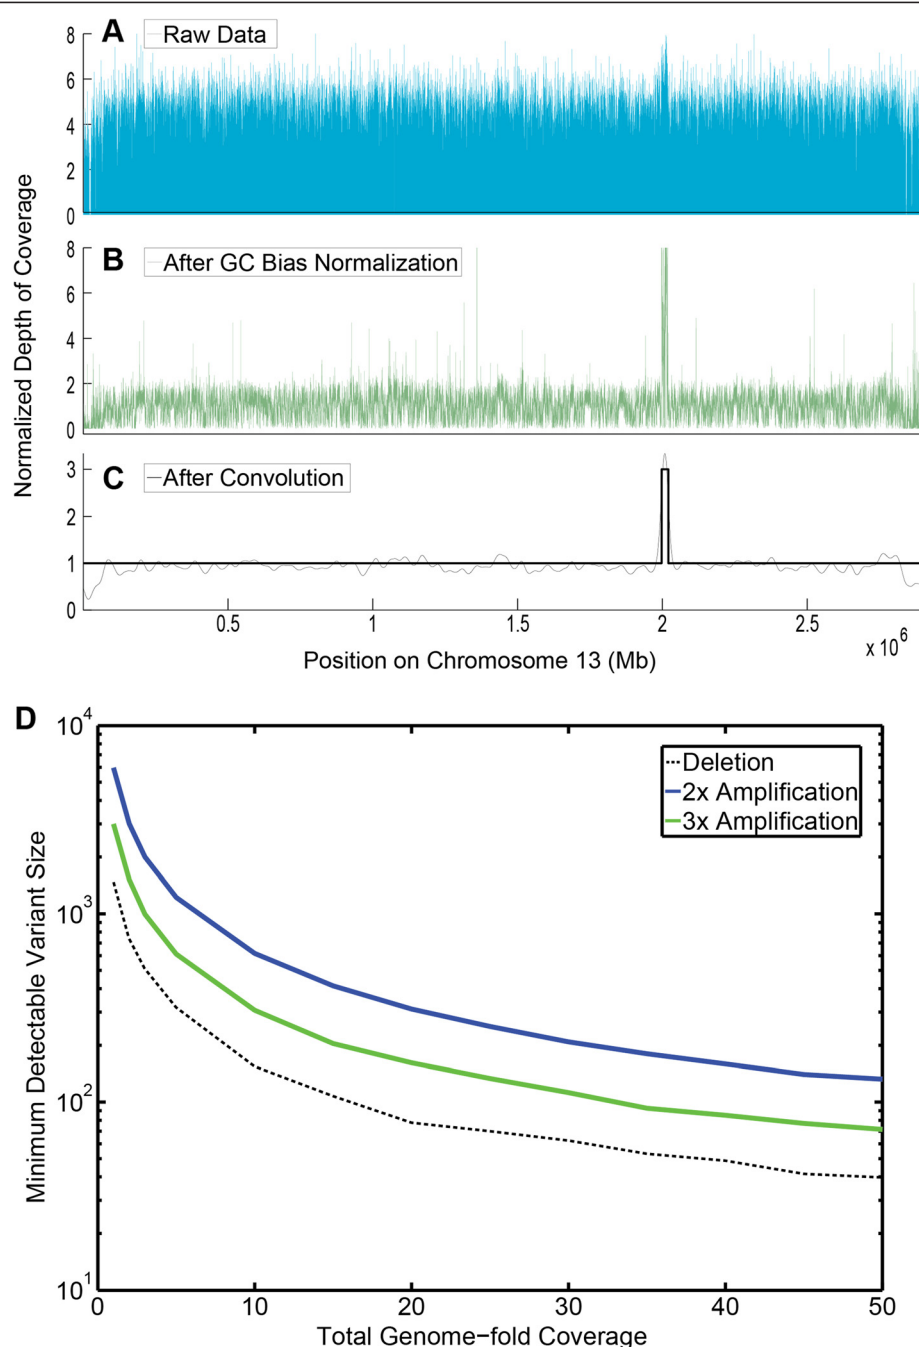 A
Raw Data
8
6
4
2
0
Normalized Depth of Coverage
B
After GC Bias Normalization
8
6
4
2
0
C
After Convolution
3
2
1
0
0.5 1 1.5 2 2.5
x 10^6
Position on Chromosome 13 (Mb)
D
10^4
10^3
10^2
10^1
Minimum Detectable Variant Size
Deletion
2x Amplification
3x Amplification
0 10 20 30 40 50
Total Genome−fold Coverage